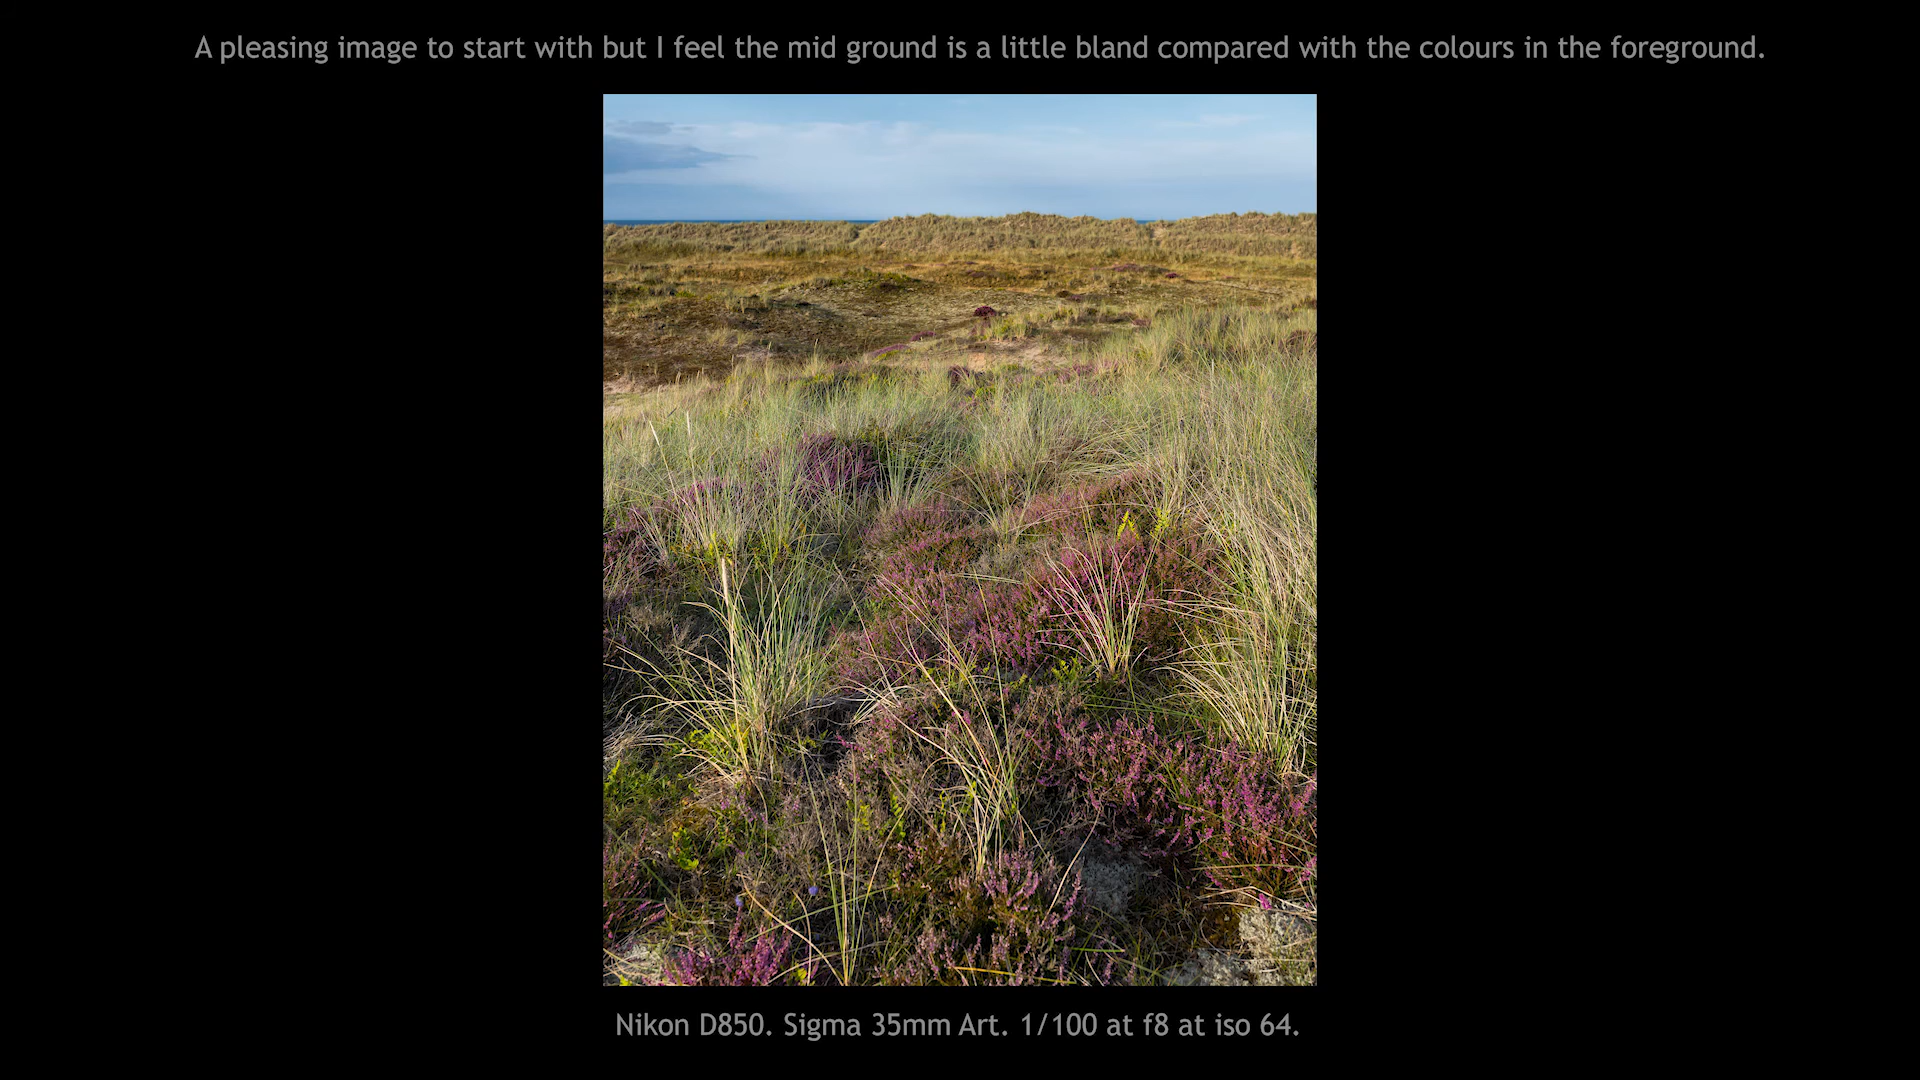 A pleasing image to start with but I feel the mid ground is a little bland compared with the colours in the foreground.
Nikon D850. Sigma 35mm Art. 1/100 at f8 at iso 64.